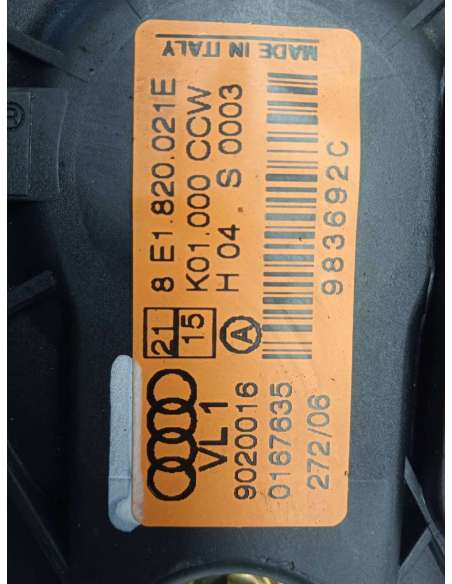 MADE IN ITALY
8 E1.820.021E
K01.000 CCW
H 04 S 0003
983692C
21
15
A
VL1
9020016
0167635
272/06
®